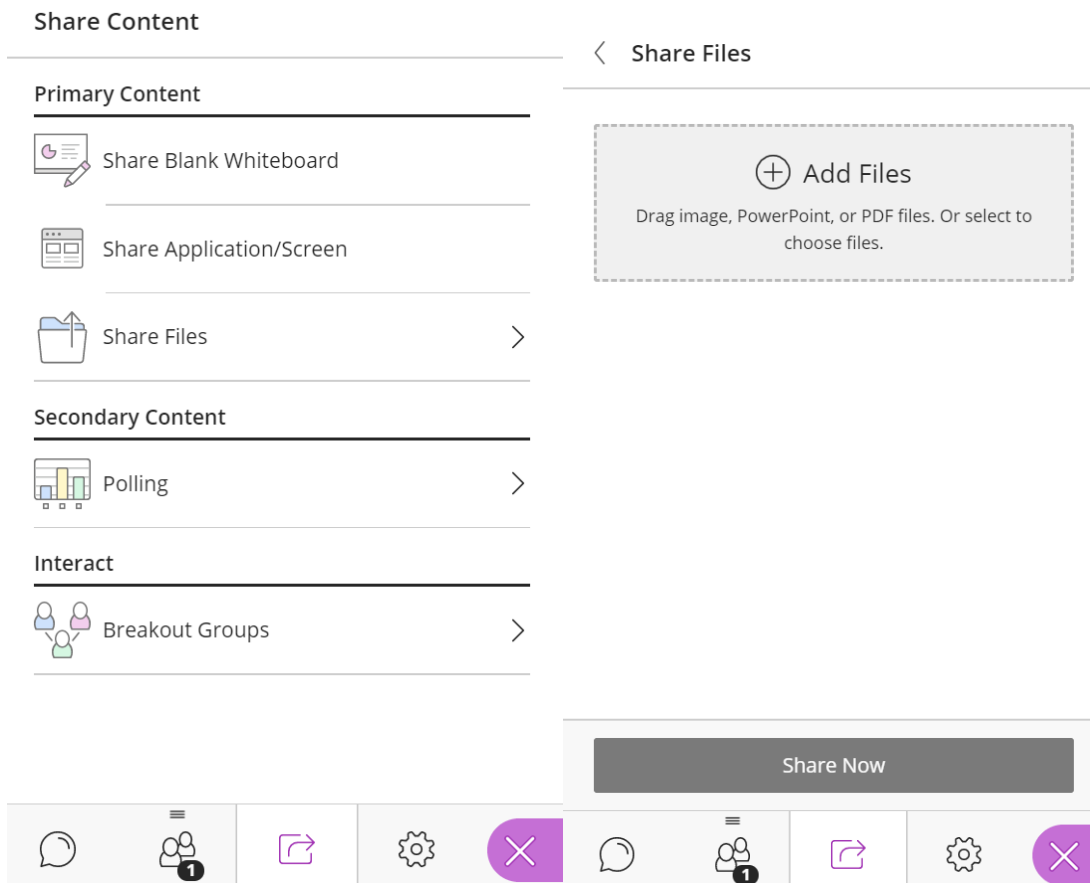 Share Content
Primary Content
Share Blank Whiteboard
Share Application/Screen
Share Files
Secondary Content
Polling
Interact
Breakout Groups
1
Share Files
Add Files
Drag image, PowerPoint, or PDF files. Or select to
choose files.
Share Now
1